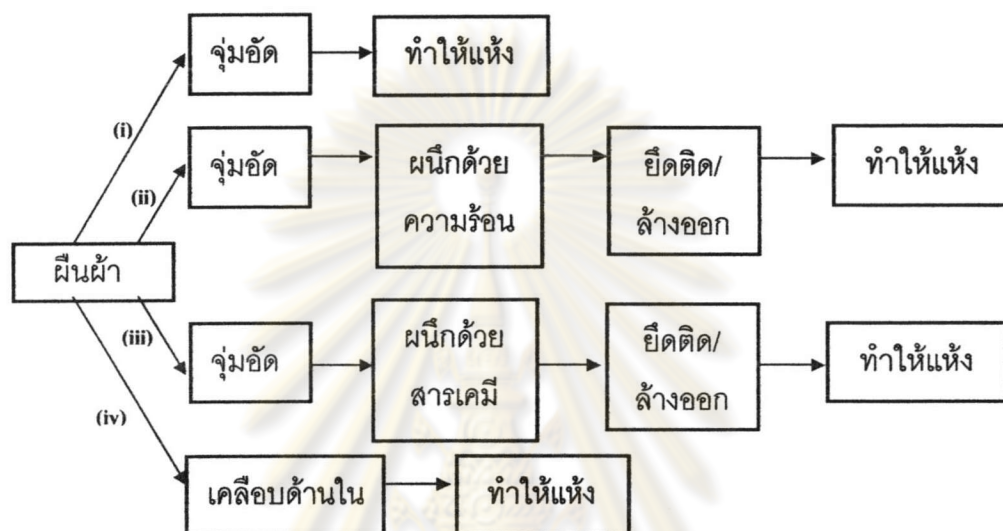 จุ่มอัด
ทำให้แห้ง
(i)
จุ่มอัด
ผนึกด้วย
ความร้อน
ยึดติด/
ล้างออก
ทำให้แห้ง
(ii)
ผืนผ้า
(iii)
จุ่มอัด
ผนึกด้วย
สารเคมี
ยึดติด/
ล้างออก
ทำให้แห้ง
(iv)
เคลือบด้านใน
ทำให้แห้ง